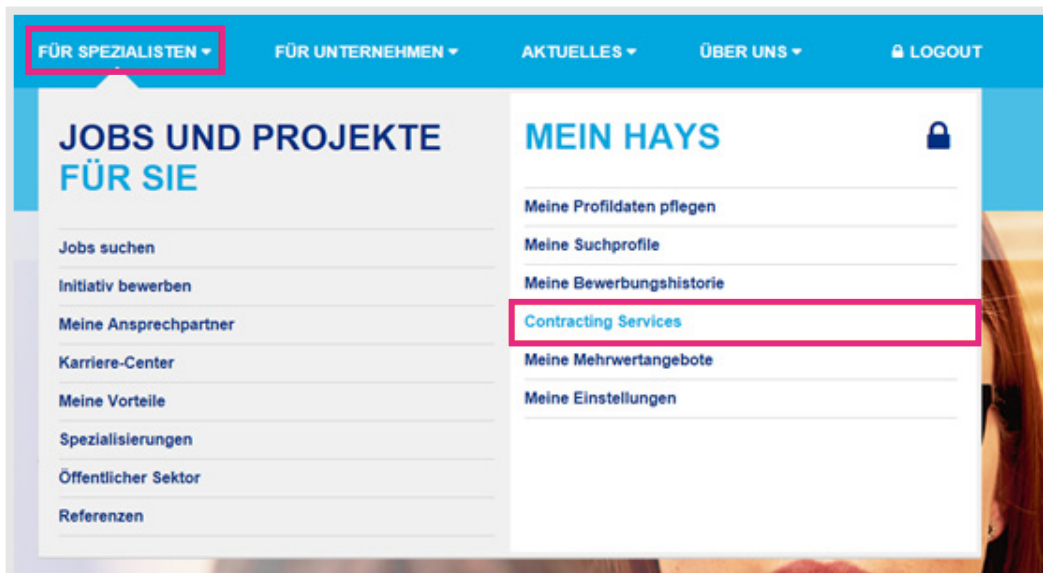 FÜR SPEZIALISTEN
FÜR UNTERNEHMEN
AKTUELLES
ÜBER UNS
LOGOUT
JOBS UND PROJEKTE
FÜR SIE
Jobs suchen
Initiativ bewerben
Meine Ansprechpartner
Karriere-Center
Meine Vorteile
Spezialisierungen
Öffentlicher Sektor
Referenzen
MEIN HAYS
Meine Profildaten pflegen
Meine Suchprofile
Meine Bewerbungshistorie
Contracting Services
Meine Mehrwertangebote
Meine Einstellungen